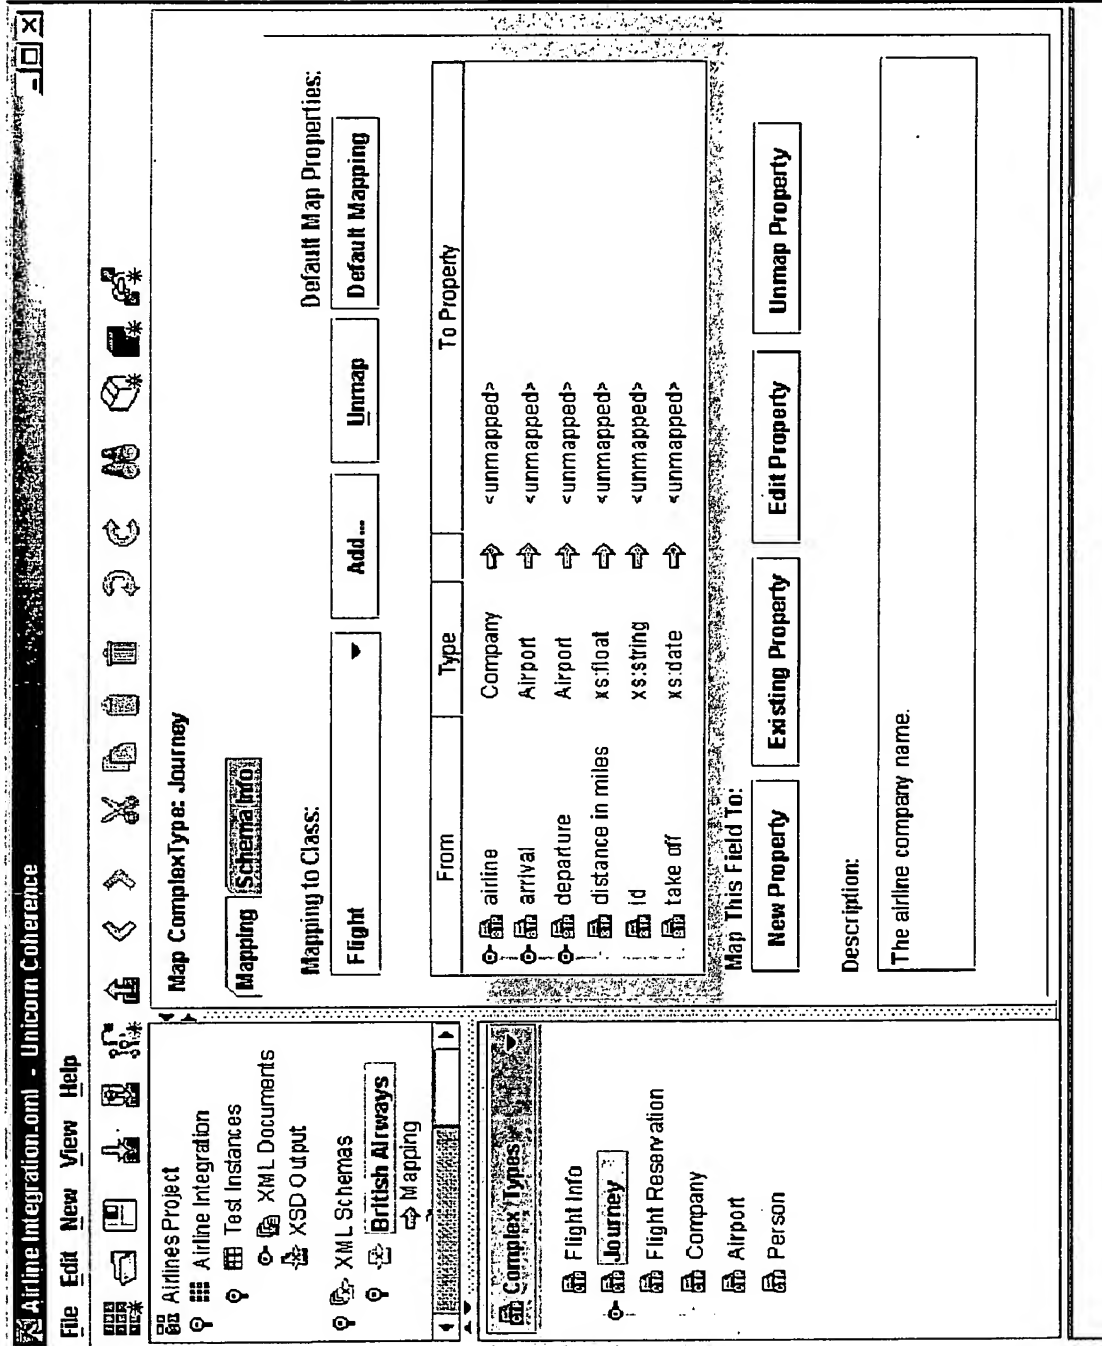 Airline Integration.oml - Unicorn Coherence
File Edit New View Help
Airlines Project
Airline Integration
Test Instances
XML Documents
XSD Output
XML Schemas
British Airways
Mapping
Complex Types
Flight Info
Journey
Flight Reservation
Company
Airport
Person
Map ComplexType: Journey
Mapping Schema Info
Mapping to Class: Default Map Properties:
Flight Add... Unmap Default Mapping
From Type To Property
airline Company <unmapped>
arrival Airport <unmapped>
departure Airport <unmapped>
distance in miles xs:float <unmapped>
id xs:string <unmapped>
take off xs:date <unmapped>
Map This Field To:
New Property Existing Property Edit Property Unmap Property
Description:
The airline company name.